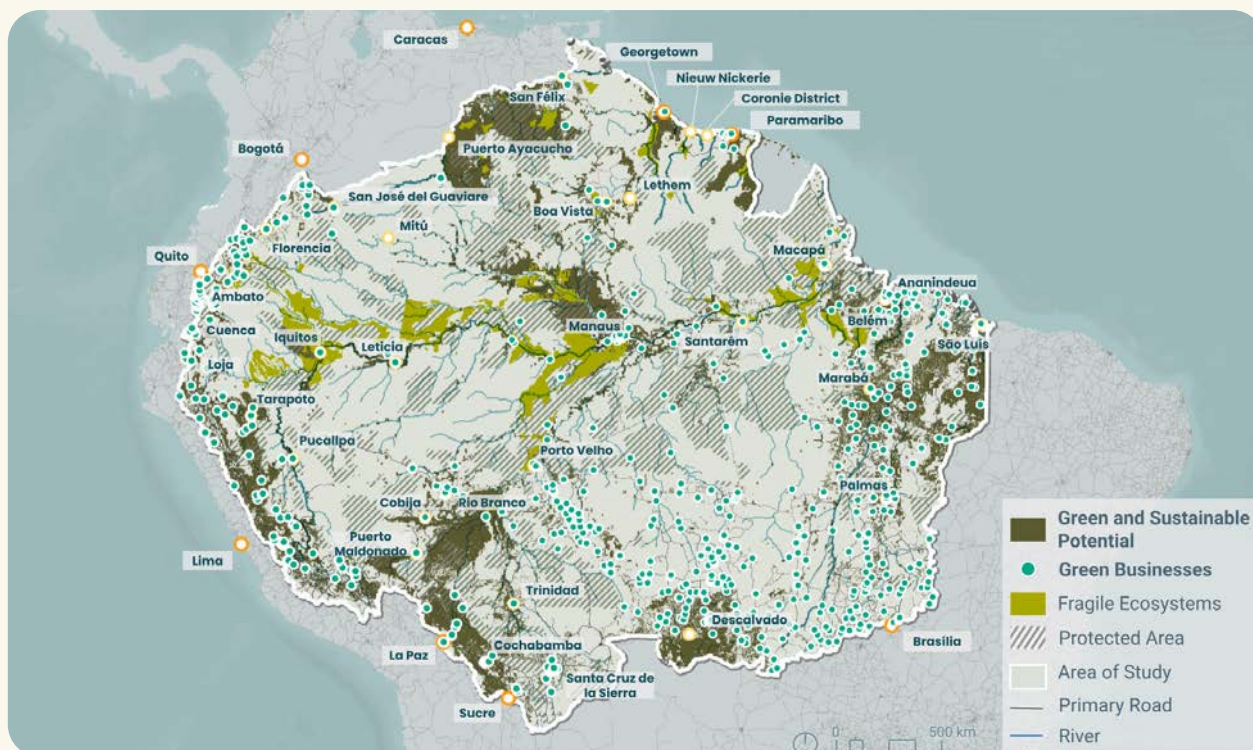 Caracas
Georgetown
Nieuw Nickerie
San Félix
Coronie District
Paramaribo
Puerto Ayacucho
Bogotá
San José del Guaviare
Lethem
Boa Vista
Mitú
Florencia
Macapá
Quito
Ananindeua
Ambato
Belém
Cuenca
Manaus
Iquitos
Santarém
São Luis
Leticia
Loja
Marabá
Tarapoto
Pucallpa
Porto Velho
Palmas
Cobija
Rio Branco
Green and Sustainable
Potential
Puerto
Maldonado
Lima
Green Businesses
Trinidad
Fragile Ecosystems
Descalvado
Protected Area
Brasília
La Paz
Cochabamba
Area of Study
Santa Cruz de
la Sierra
Primary Road
Sucre
0 500 km
River